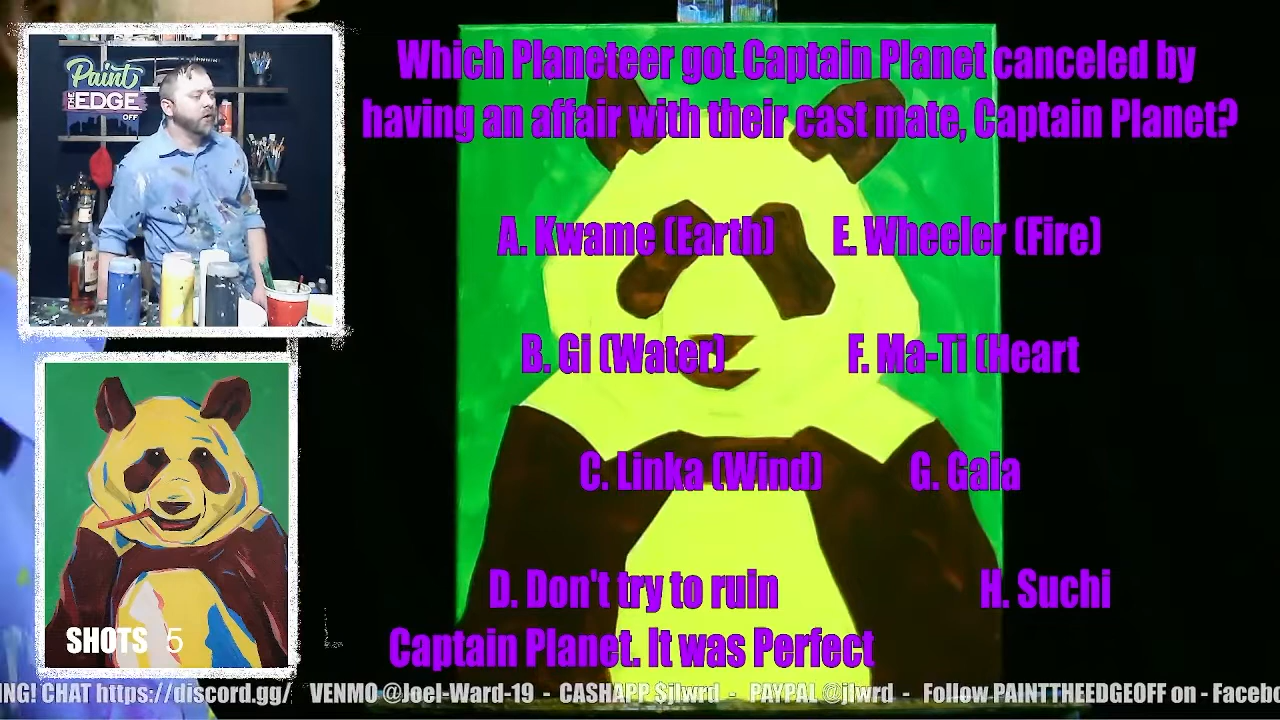 Paint
THE EDGE
OFF
Which Planeteer got Captain Planet canceled by
having an affair with their cast mate, Captain Planet?
A. Kwame (Earth)
E. Wheeler (Fire)
B. Gi (Water)
F. Ma-Ti (Heart
C. Linka (Wind)
G. Gaia
D. Don't try to ruin
Captain Planet. It was Perfect
H. Suchi
SHOTS 5
NG: CHAT https://discord.gg/ VENMO @Joel-Ward-19 - CASHAPP $jlwrd - PAYPAL @jlwrd - Follow PAINTTHEEDGEOFF on - Facebo